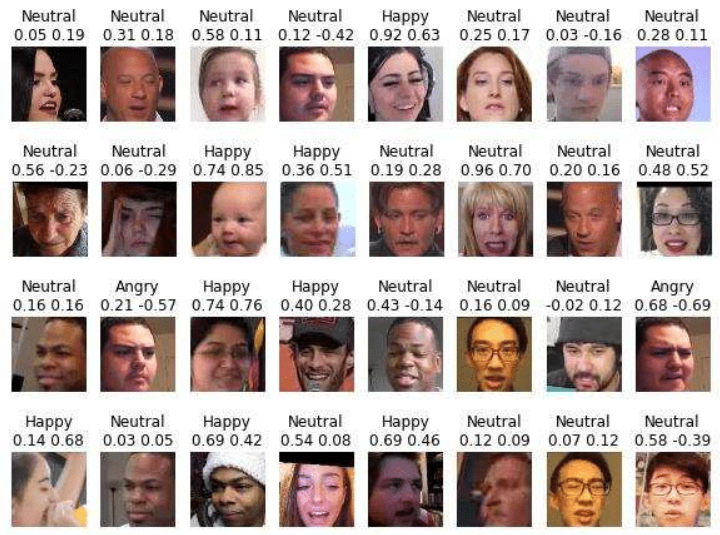 Neutral Neutral Neutral Neutral Happy Neutral Neutral Neutral
0.05 0.19 0.31 0.18 0.58 0.11 0.12 -0.42 0.92 0.63 0.25 0.17 0.03 -0.16 0.28 0.11
Neutral Neutral Happy Happy Neutral Neutral Neutral Neutral
0.56 -0.23 0.06 -0.29 0.74 0.85 0.36 0.51 0.19 0.28 0.96 0.70 0.20 0.16 0.48 0.52
Neutral Angry Happy Happy Neutral Neutral Neutral Angry
0.16 0.16 0.21 -0.57 0.74 0.76 0.40 0.28 0.43 -0.14 0.16 0.09 -0.02 0.12 0.68 -0.69
Happy Neutral Happy Neutral Happy Neutral Neutral Neutral
0.14 0.68 0.03 0.05 0.69 0.42 0.54 0.08 0.69 0.46 0.12 0.09 0.07 0.12 0.58 -0.39